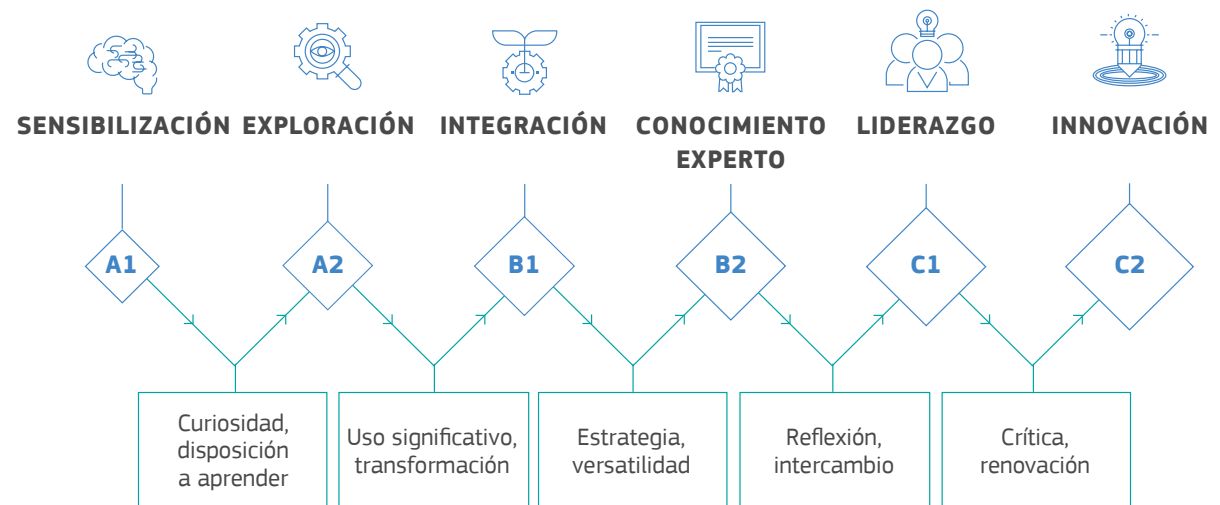 SENSIBILIZACIÓN
EXPLORACIÓN
INTEGRACIÓN
CONOCIMIENTO
EXPERTO
LIDERAZGO
INNOVACIÓN
A1
A2
B1
B2
C1
C2
Curiosidad,
disposición
a aprender
Uso significativo,
transformación
Estrategia,
versatilidad
Reflexión,
intercambio
Crítica,
renovación